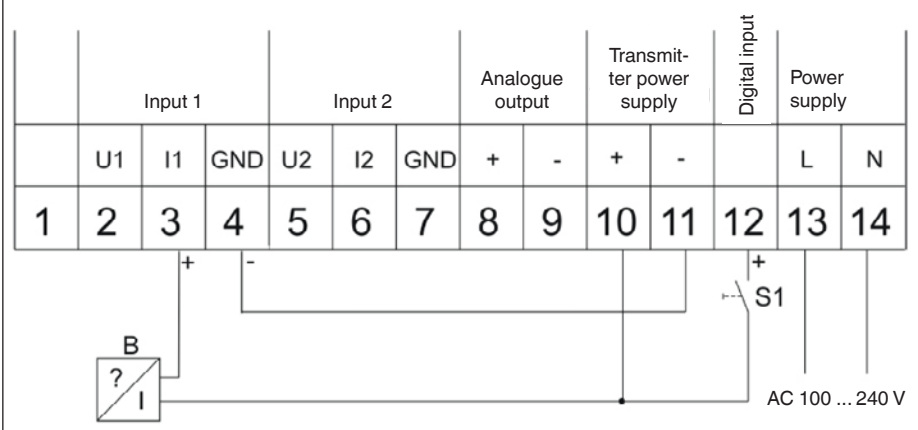 Input 1
Input 2
Analogue
output
Transmit-
ter power
supply
Digital input
Power
supply
U1 I1 GND U2 I2 GND + - + - L N
1 2 3 4 5 6 7 8 9 10 11 12 13 14
+ - +
S1
B
?
I
AC 100 ... 240 V